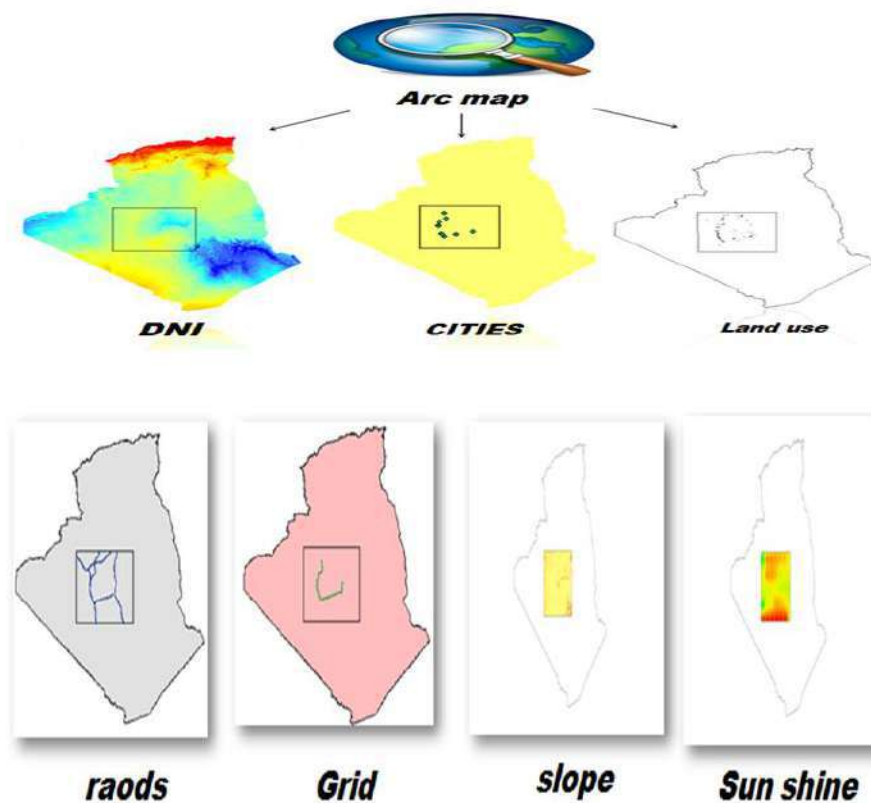 Arc map
DNI
CITIES
Land use
raods
Grid
slope
Sun shine